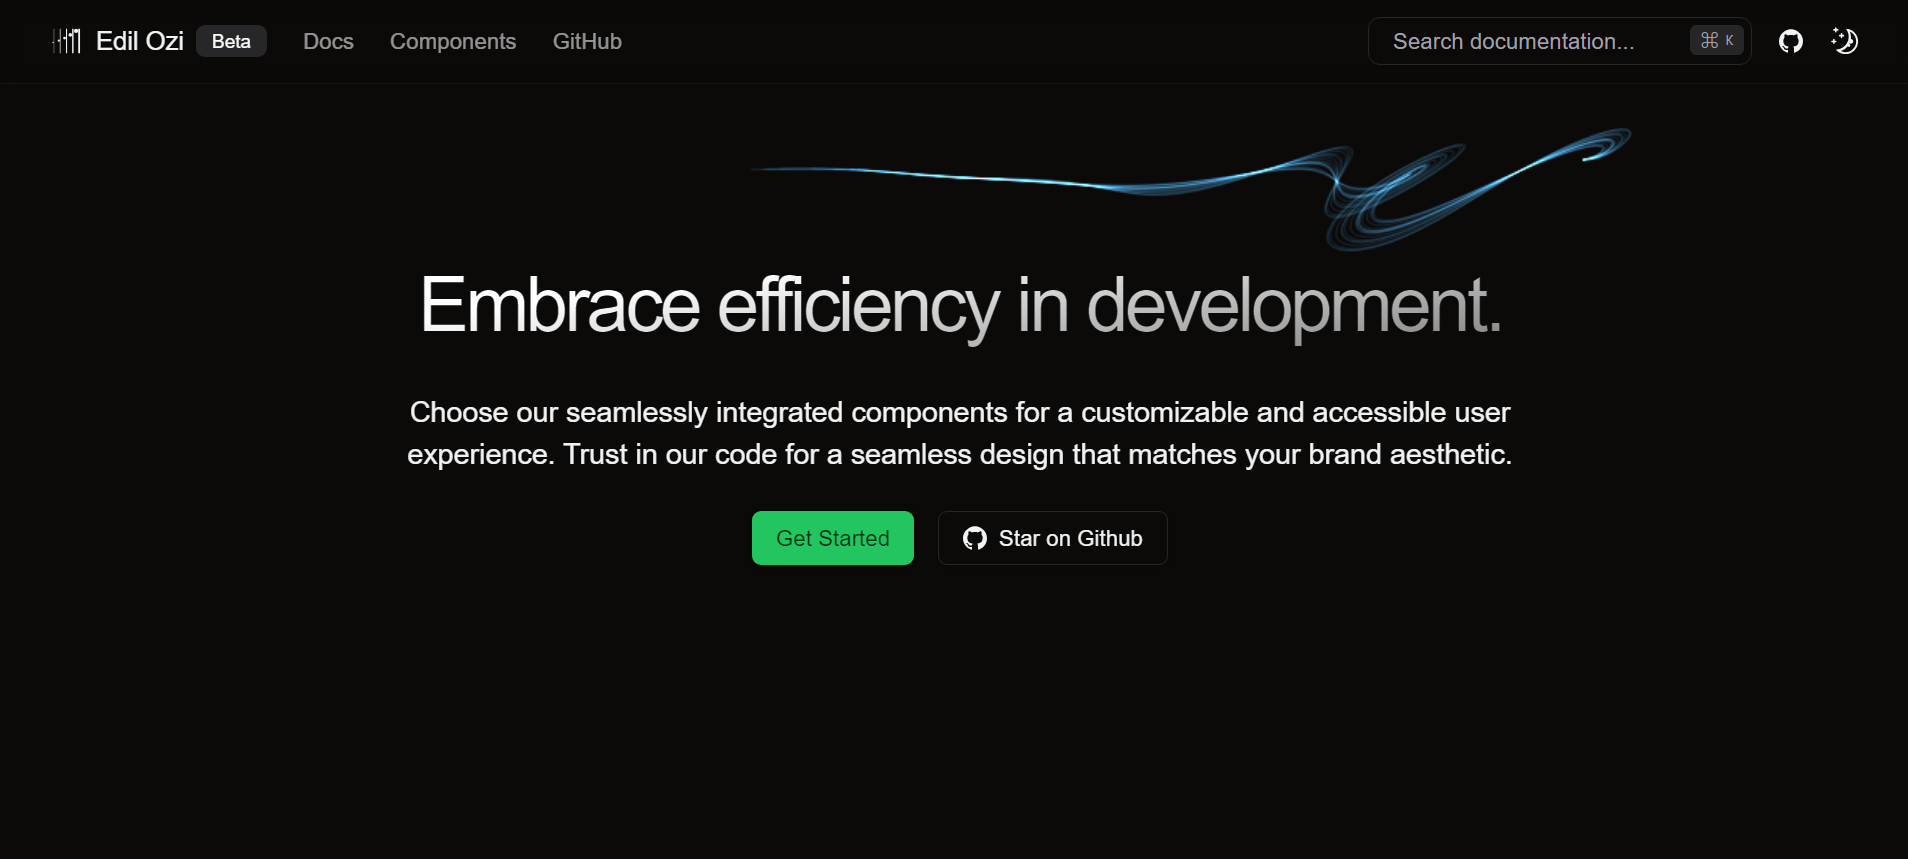 Edil Ozi Beta Docs Components GitHub Search documentation... ⌘ K
Embrace efficiency in development.
Choose our seamlessly integrated components for a customizable and accessible user
experience. Trust in our code for a seamless design that matches your brand aesthetic.
Get Started Star on Github